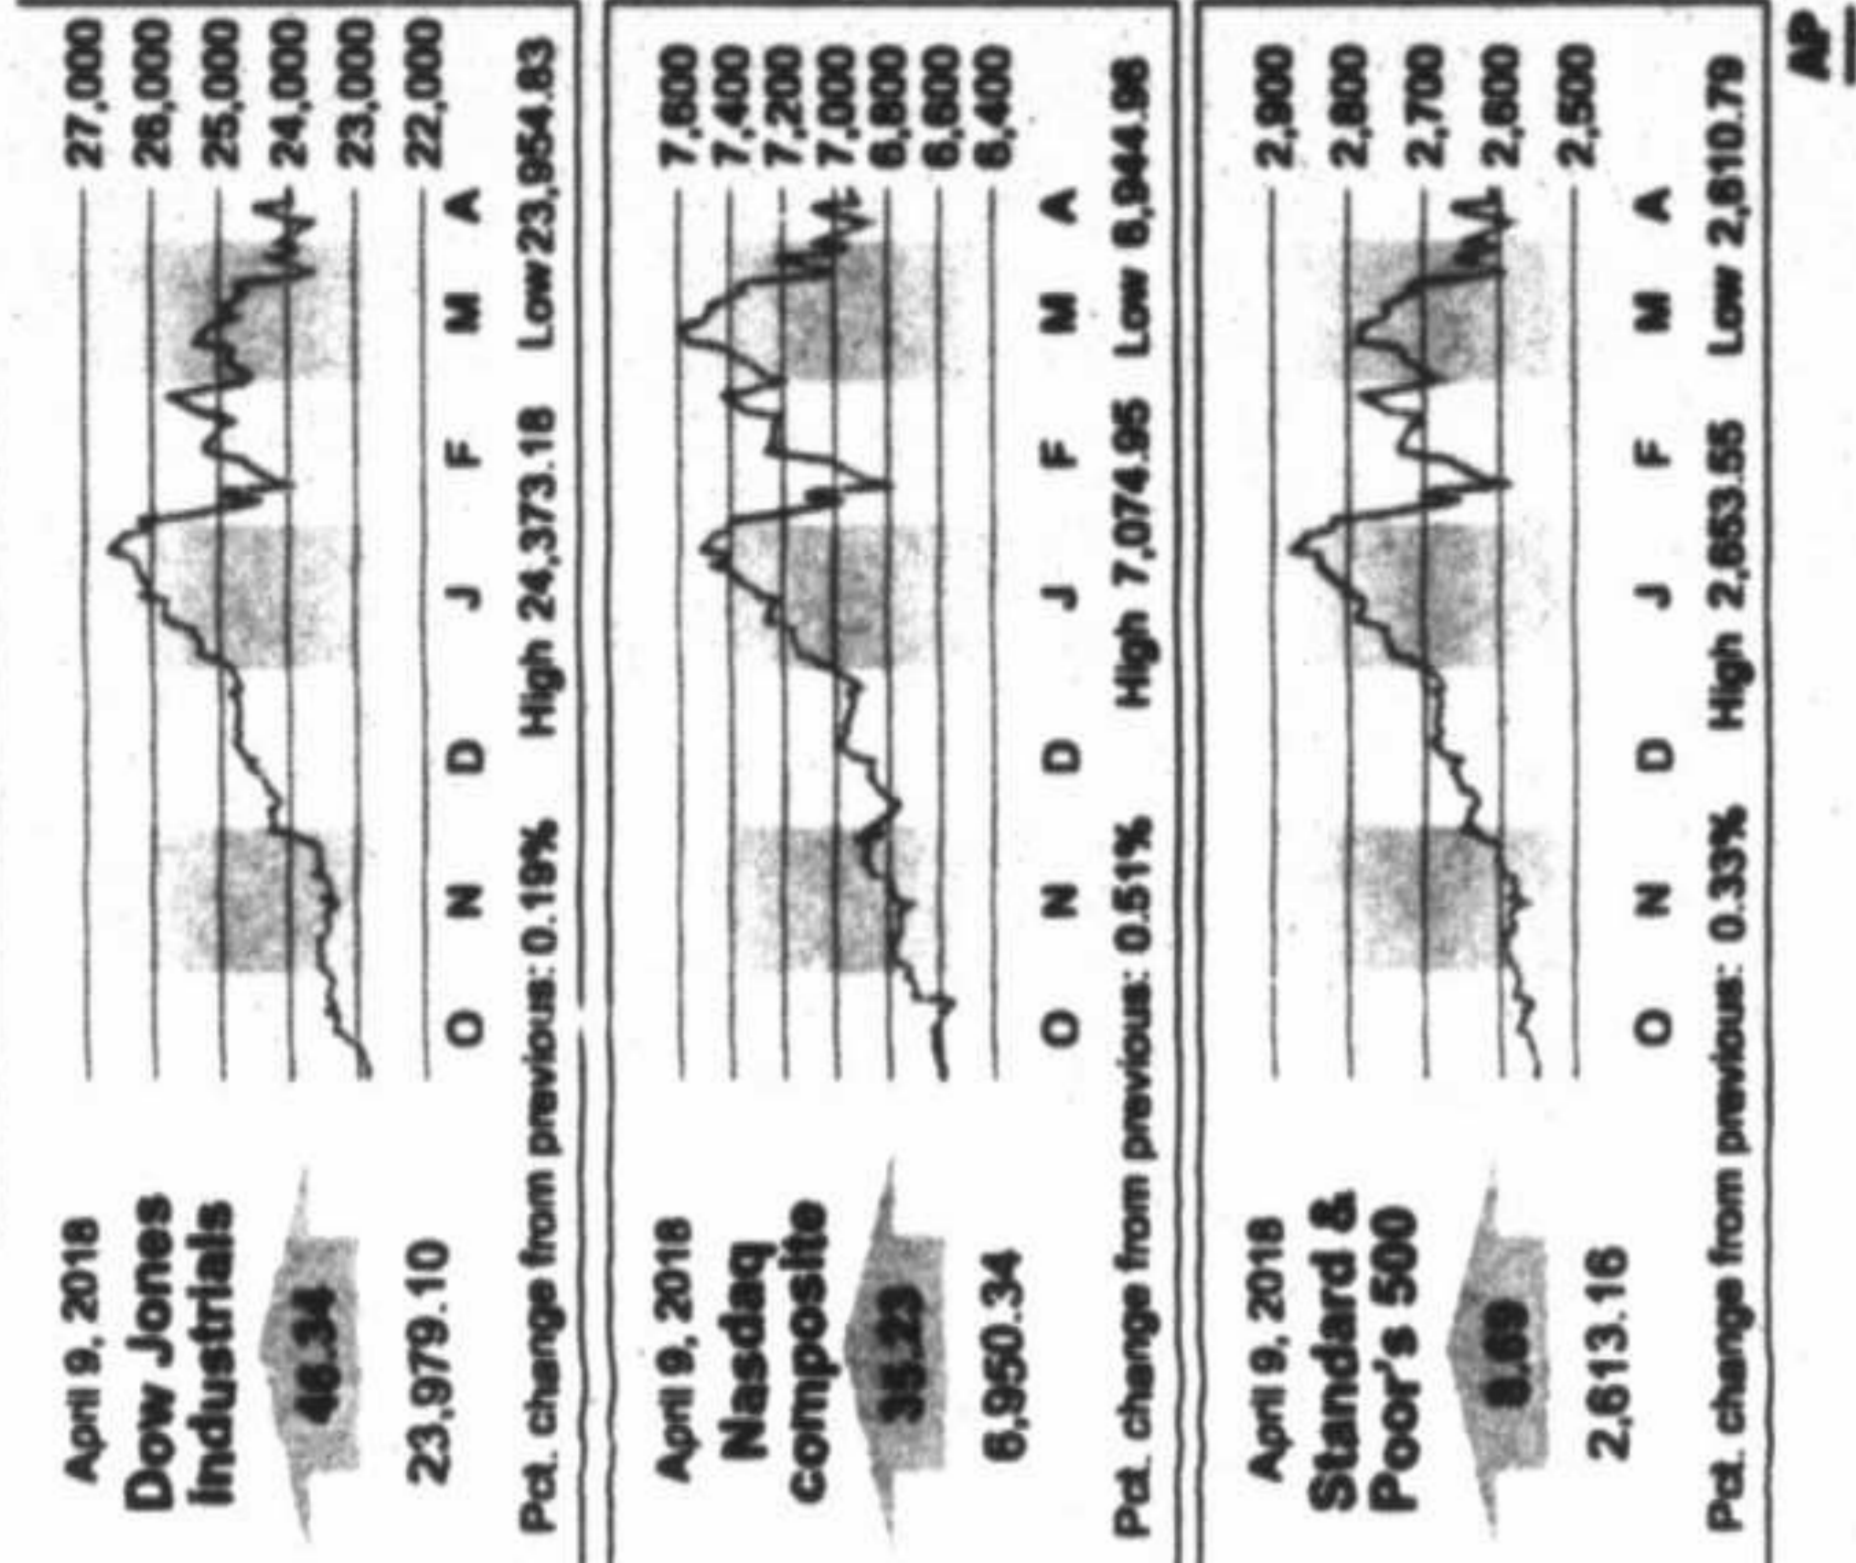 April 9, 2018
Dow Jones
industrials
46.34
23,979.10
27,000
26,000
25,000
24,000
23,000
22,000
O N D J F M A
Pct. change from previous: 0.19% High 24,373.18 Low 23,954.83
April 9, 2018
Nasdaq
composite
35.23
6,950.34
7,600
7,400
7,200
7,000
6,800
6,600
6,400
O N D J F M A
Pct. change from previous: 0.51% High 7,074.95 Low 6,944.98
April 9, 2018
Standard &
Poor's 500
8.69
2,613.16
2,900
2,800
2,700
2,600
2,500
O N D J F M A
Pct. change from previous: 0.33% High 2,653.55 Low 2,610.79
AP